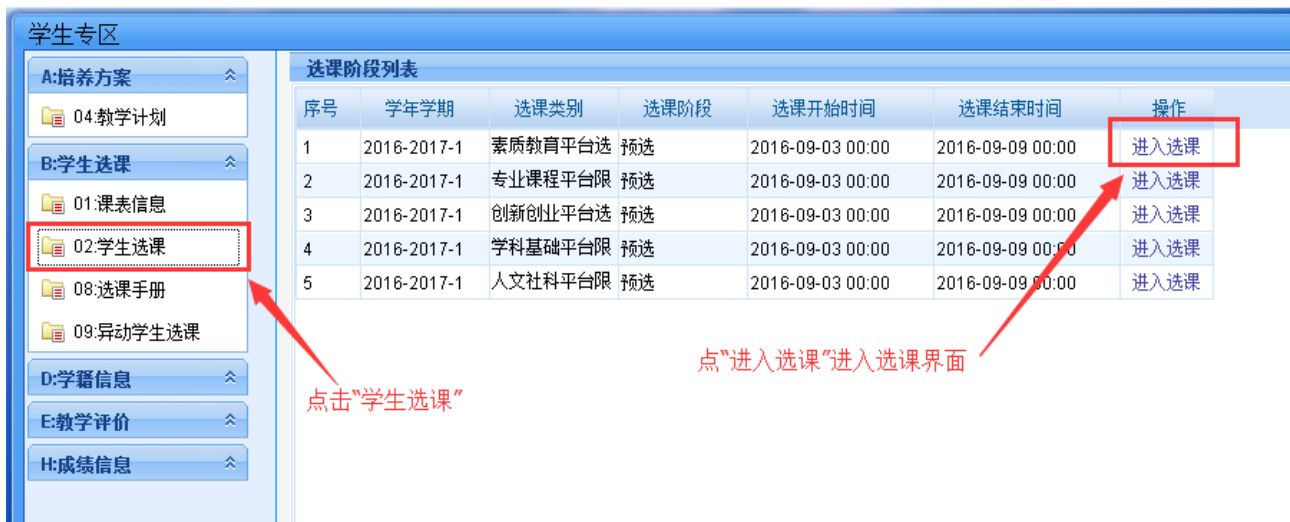 学生专区
A:培养方案
04:教学计划
B:学生选课
01:课表信息
02:学生选课
08:选课手册
09:异动学生选课
D:学籍信息
E:教学评价
H:成绩信息
选课阶段列表
序号 学年学期 选课类别 选课阶段 选课开始时间 选课结束时间 操作
1 2016-2017-1 素质教育平台选 预选 2016-09-03 00:00 2016-09-09 00:00 进入选课
2 2016-2017-1 专业课程平台限 预选 2016-09-03 00:00 2016-09-09 00:00 进入选课
3 2016-2017-1 创新创业平台选 预选 2016-09-03 00:00 2016-09-09 00:00 进入选课
4 2016-2017-1 学科基础平台限 预选 2016-09-03 00:00 2016-09-09 00:00 进入选课
5 2016-2017-1 人文社科平台限 预选 2016-09-03 00:00 2016-09-09 00:00 进入选课
点“进入选课”进入选课界面
点击“学生选课”